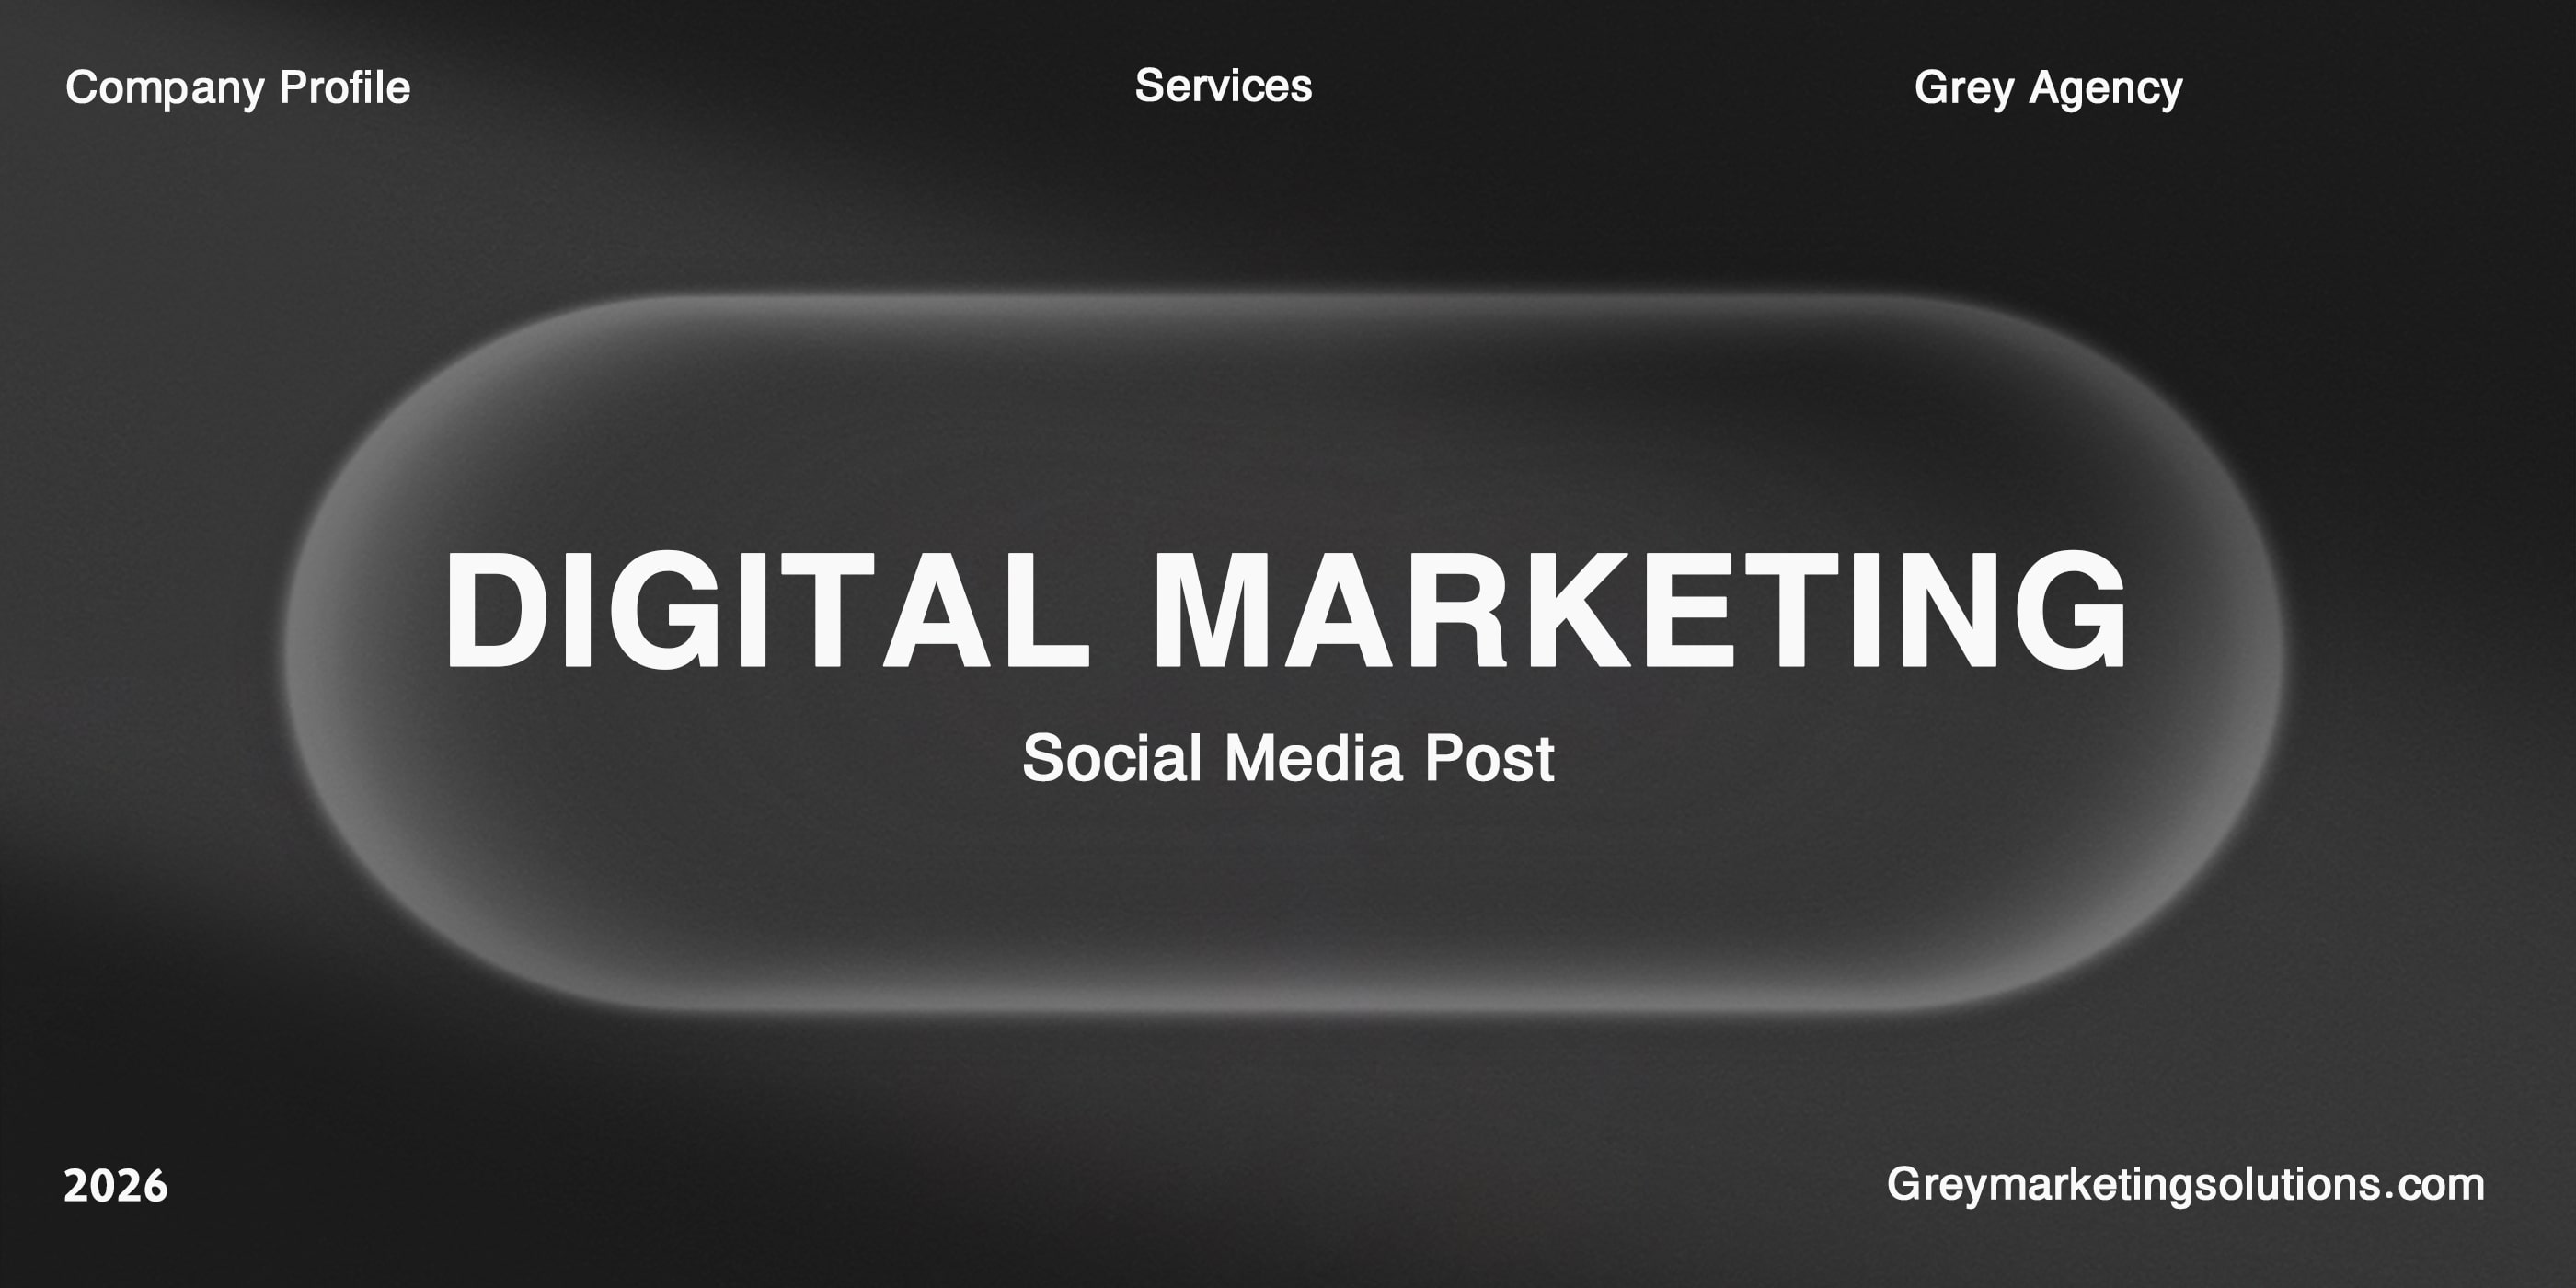 Company Profile
Services
Grey Agency
DIGITAL MARKETING
Social Media Post
2026
Greymarketingsolutions.com